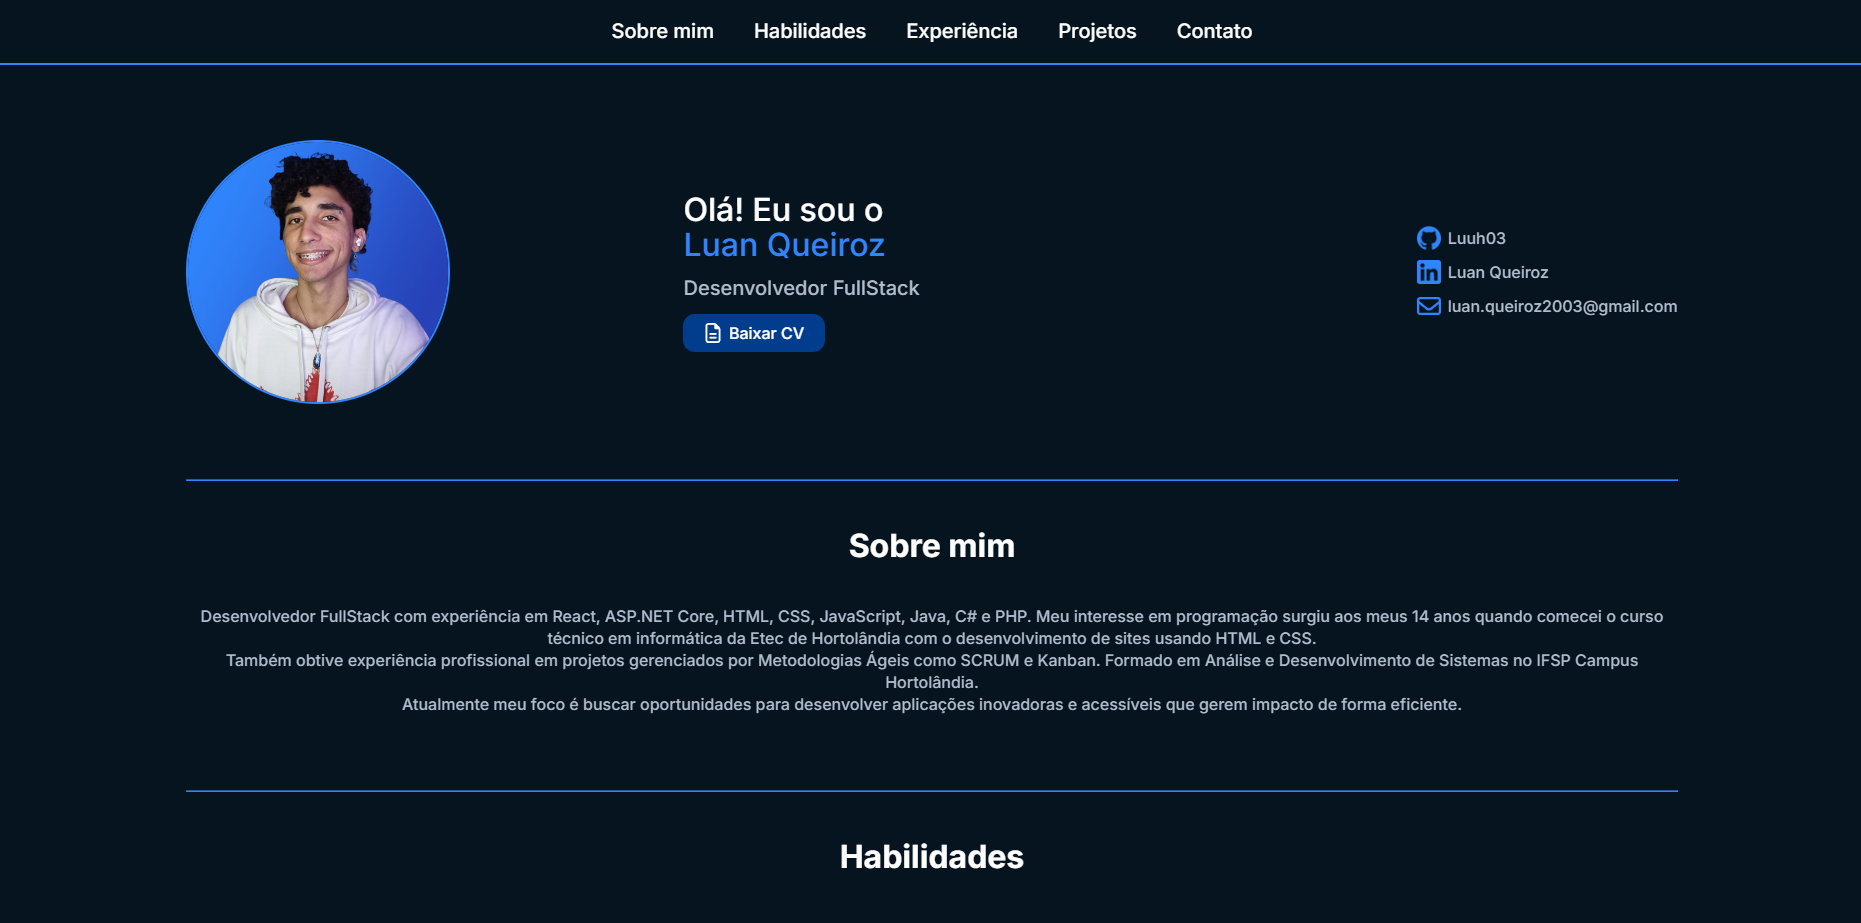 Sobre mim Habilidades Experiência Projetos Contato
Olá! Eu sou o
Luan Queiroz
Desenvolvedor FullStack
Baixar CV
Luuh03
Luan Queiroz
luan.queiroz2003@gmail.com
Sobre mim
Desenvolvedor FullStack com experiência em React, ASP.NET Core, HTML, CSS, JavaScript, Java, C# e PHP. Meu interesse em programação surgiu aos meus 14 anos quando comecei o curso
técnico em informática da Etec de Hortolândia com o desenvolvimento de sites usando HTML e CSS.
Também obtive experiência profissional em projetos gerenciados por Metodologias Ágeis como SCRUM e Kanban. Formado em Análise e Desenvolvimento de Sistemas no IFSP Campus
Hortolândia.
Atualmente meu foco é buscar oportunidades para desenvolver aplicações inovadoras e acessíveis que gerem impacto de forma eficiente.
Habilidades